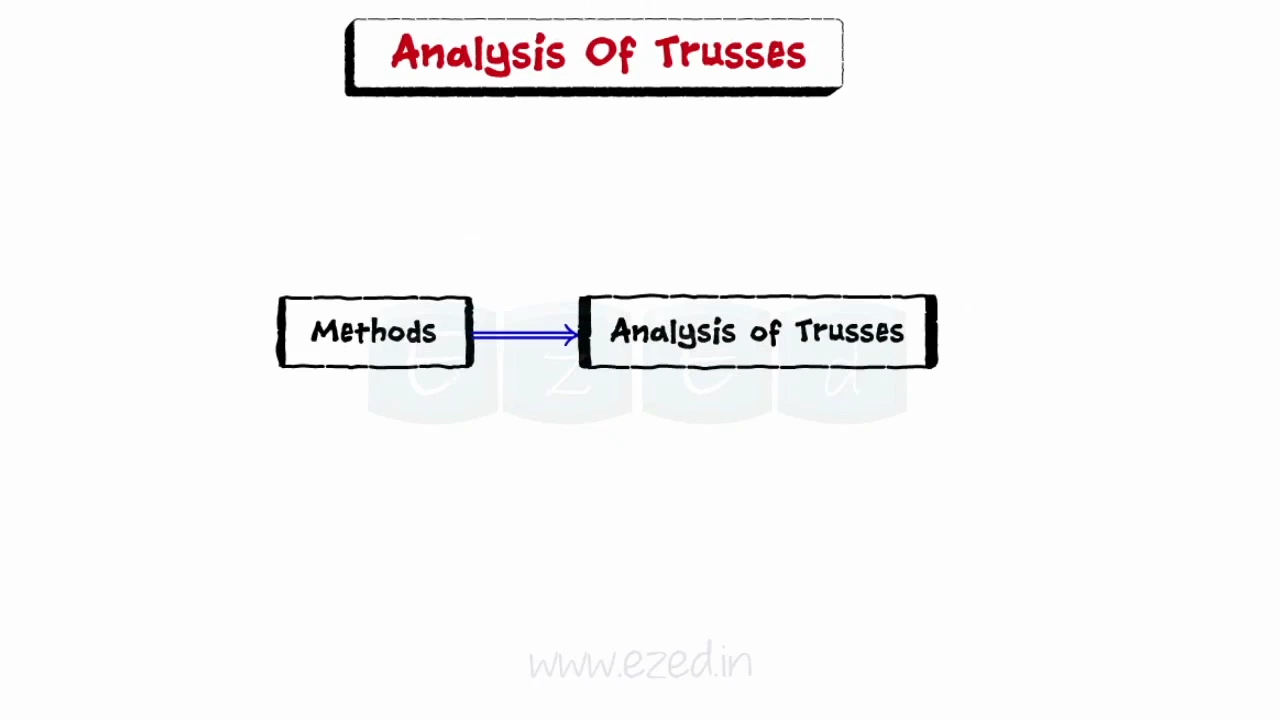 Analysis Of Trusses
Methods
Analysis of Trusses
e z e d
www.ezed.in